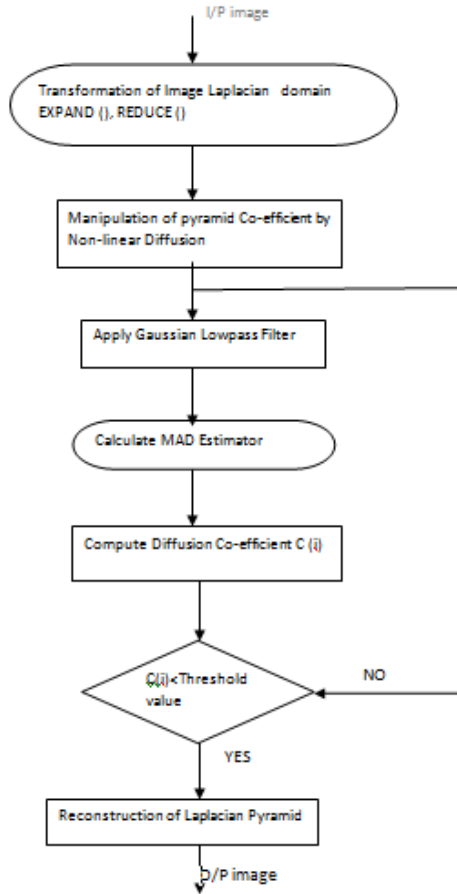 I/P image
Transformation of Image Laplacian domain
EXPAND (), REDUCE ()
Manipulation of pyramid Co-efficient by
Non-linear Diffusion
Apply Gaussian Lowpass Filter
Calculate MAD Estimator
Compute Diffusion Co-efficient C (i)
C(i)<Threshold
value
NO
YES
Reconstruction of Laplacian Pyramid
O/P image